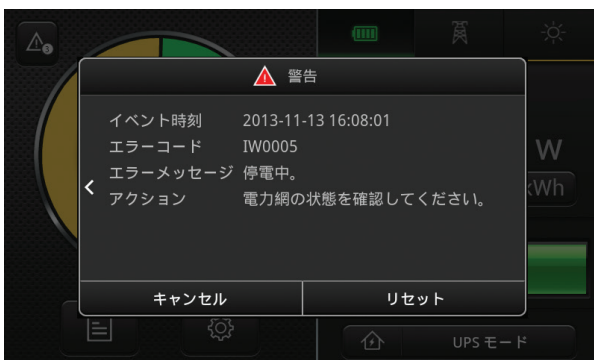 警告
イベント時刻 2013-11-13 16:08:01
エラーコード IW0005
エラーメッセージ 停電中。
アクション 電力網の状態を確認してください。
W
kWh
キャンセル リセット
UPS モード